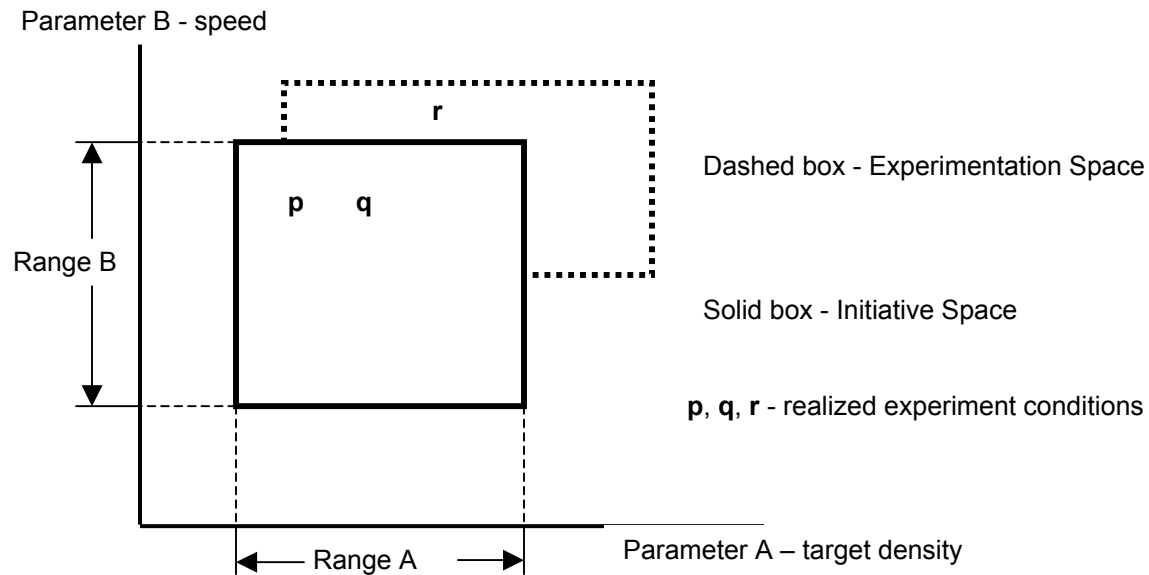 Parameter B - speed
r
Dashed box - Experimentation Space
p q
Range B
Solid box - Initiative Space
p, q, r - realized experiment conditions
Range A
Parameter A – target density